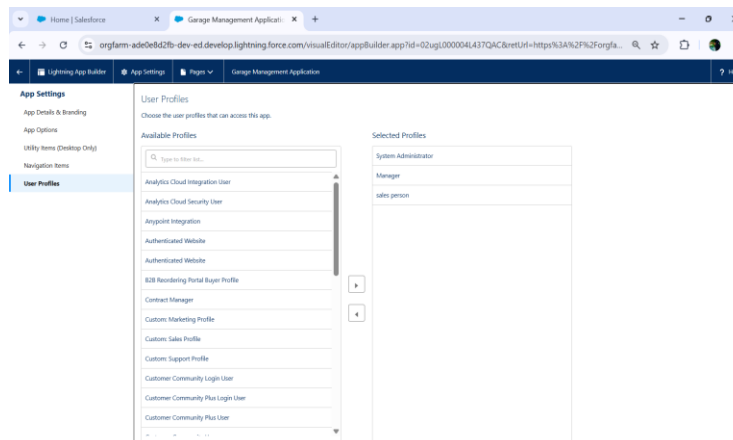 Home | Salesforce
Garage Management Applicati
orgfarm-ade0e8d2fb-dev-ed.develop.lightning.force.com/visualEditor/appBuilder.app?id=02ugL000004L437QAC&retUrl=https%3A%2F%2Forgfa...
Lightning App Builder
App Settings
Pages
Garage Management Application
?
App Settings
App Details & Branding
App Options
Utility Items (Desktop Only)
Navigation Items
User Profiles
User Profiles
Choose the user profiles that can access this app.
Available Profiles
Type to filter list...
Analytics Cloud Integration User
Analytics Cloud Security User
Anypoint Integration
Authenticated Website
Authenticated Website
B2B Reordering Portal Buyer Profile
Contract Manager
Custom: Marketing Profile
Custom: Sales Profile
Custom: Support Profile
Customer Community Login User
Customer Community Plus Login User
Customer Community Plus User
Selected Profiles
System Administrator
Manager
sales person